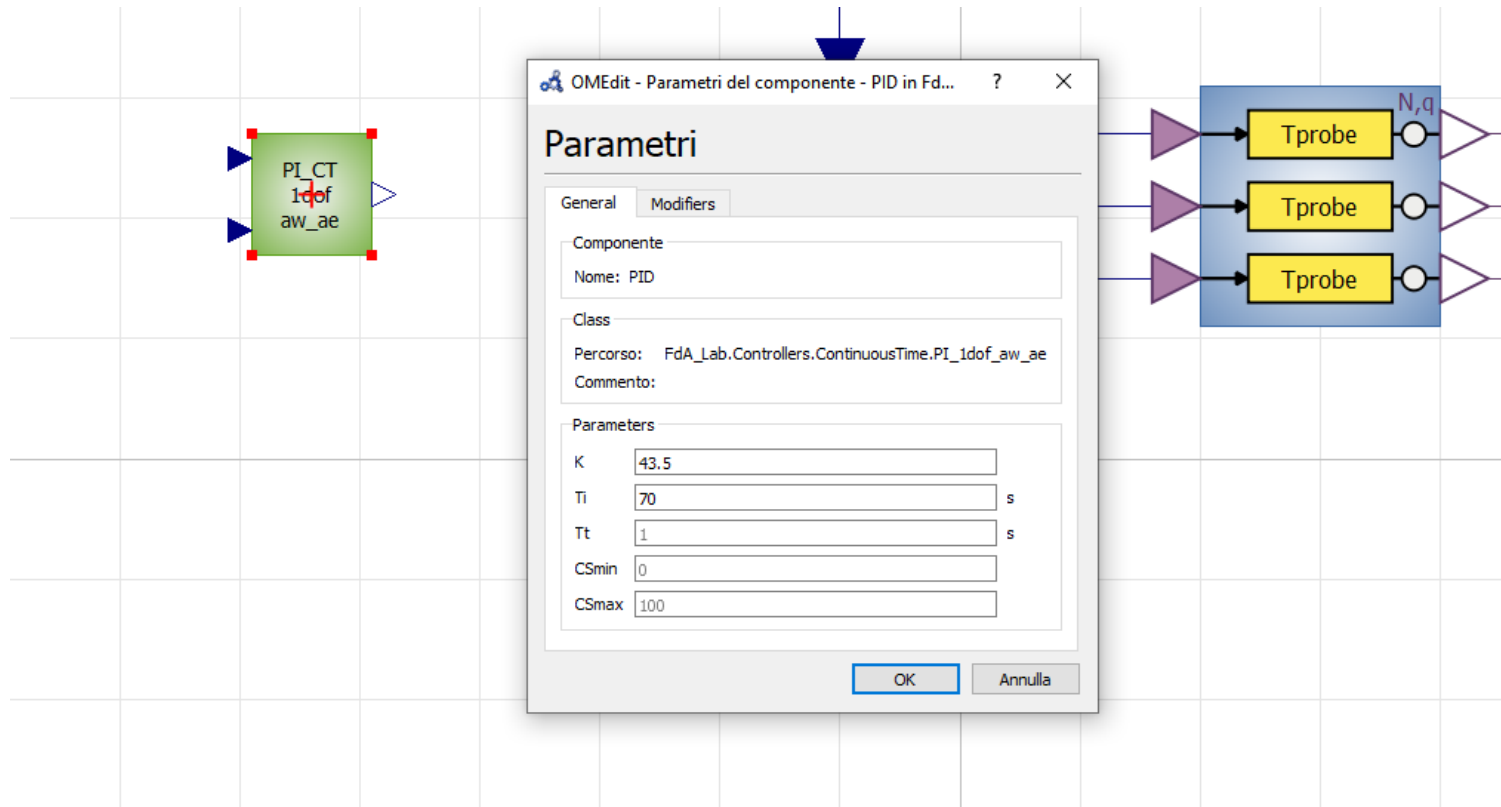 PI_CT
1dof
aw_ae
OMEdit - Parametri del componente - PID in Fd...
?
Parametri
General
Modifiers
Componente
Nome: PID
Class
Percorso: FdA_Lab.Controllers.ContinuousTime.PI_1dof_aw_ae
Commento:
Parameters
K 43.5
Ti 70 s
Tt 1 s
CSmin 0
CSmax 100
OK Annulla
N,q
Tprobe
Tprobe
Tprobe